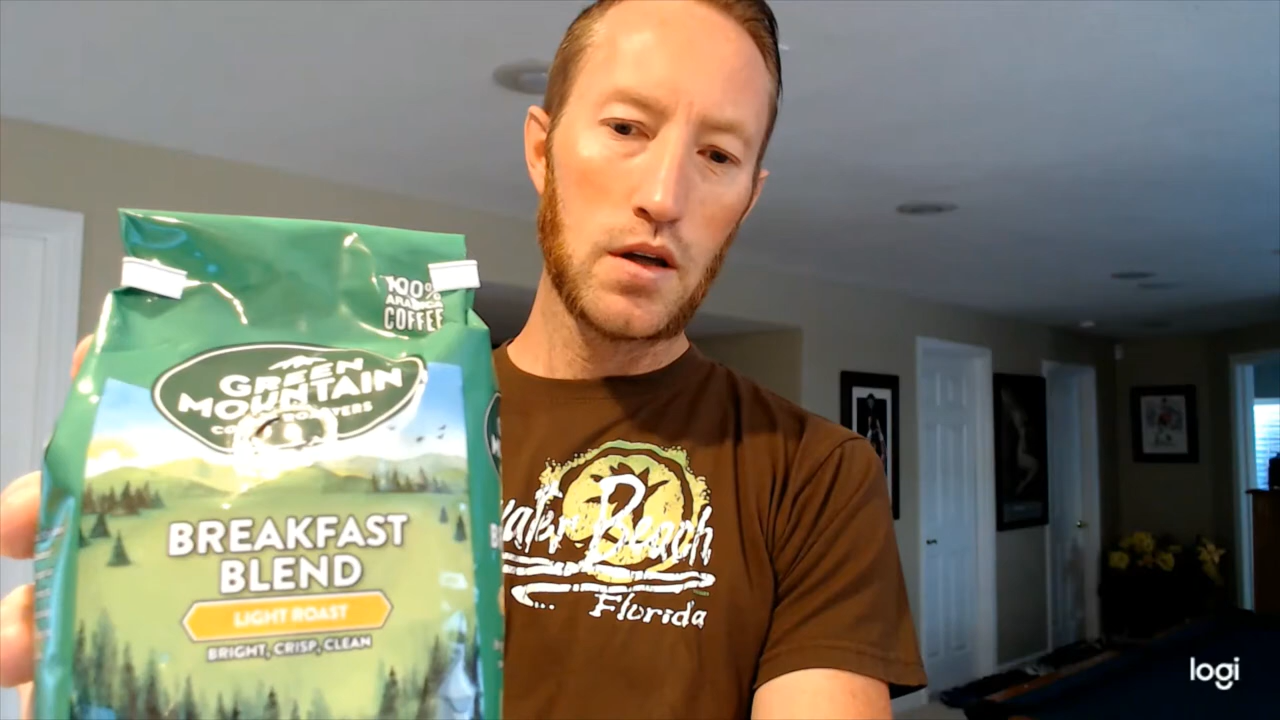 100%
ARABICA
COFFEE
GREEN
MOUNTAIN
BREAKFAST
BLEND
LIGHT ROAST
BRIGHT, CRISP, CLEAN
Beach
Florida
logi